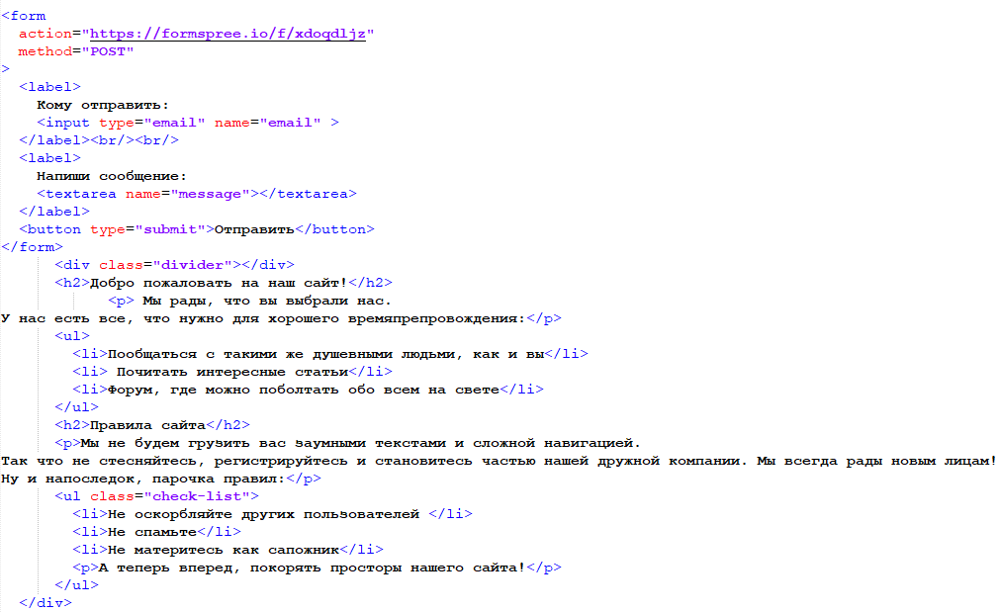 <form
action="https://formspree.io/f/xdoqdljz"
method="POST"
>
<label>
Кому отправить:
<input type="email" name="email" >
</label><br/><br/>
<label>
Напиши сообщение:
<textarea name="message"></textarea>
</label>
<button type="submit">Отправить</button>
</form>
<div class="divider"></div>
<h2>Добро пожаловать на наш сайт!</h2>
<p> Мы рады, что вы выбрали нас.
У нас есть все, что нужно для хорошего времяпрепровождения:</p>
<ul>
<li>Пообщаться с такими же душевными людьми, как и вы</li>
<li> Почитать интересные статьи</li>
<li>Форум, где можно поболтать обо всем на свете</li>
</ul>
<h2>Правила сайта</h2>
<p>Мы не будем грузить вас заумными текстами и сложной навигацией.
Так что не стесняйтесь, регистрируйтесь и становитесь частью нашей дружной компании. Мы всегда рады новым лицам!
Ну и напоследок, парочка правил:</p>
<ul class="check-list">
<li>Не оскорбляйте других пользователей </li>
<li>Не спамьте</li>
<li>Не материтесь как сапожник</li>
<p>А теперь вперед, покорять просторы нашего сайта!</p>
</ul>
</div>